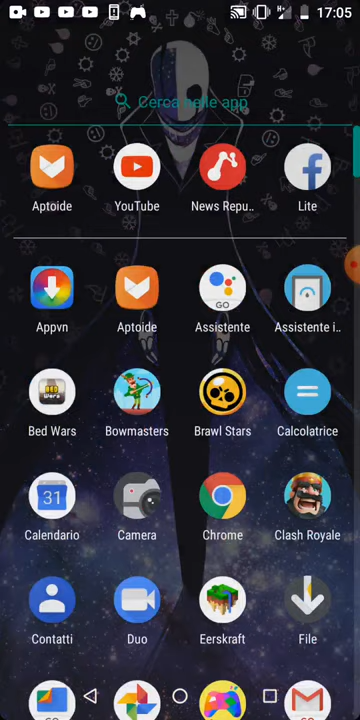 17:05
Cerca nelle app
Aptoide YouTube News Repu.. Lite
Appvn Aptoide Assistente Assistente i..
Bed Wars Bowmasters Brawl Stars Calcolatrice
Calendario Camera Chrome Clash Royale
Contatti Duo Eerskraft File